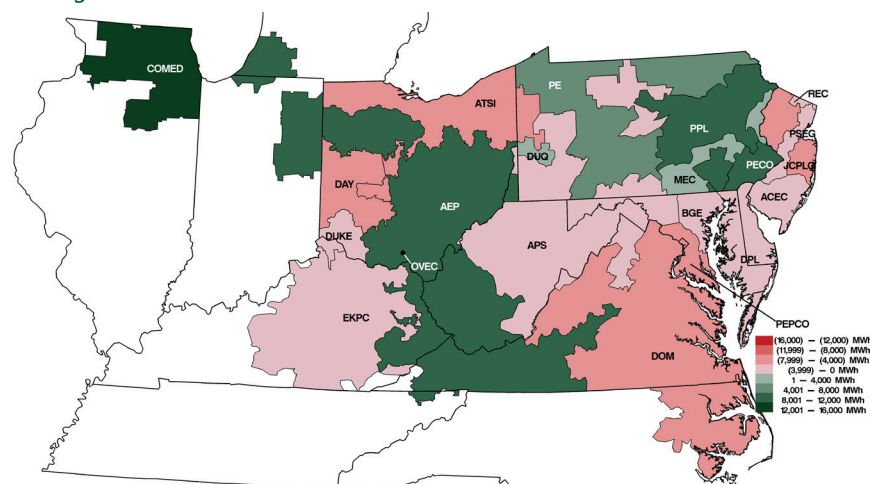 COMED
PE
ATSI
REC
PPL
PSEG
DUQ
PECO
JCPLC
MEC
DAY
ACEC
AEP
BGE
DUKE
APS
DPL
OVEC
EKPC
PEPCO
DOM
(16,000) – (12,000) MWh
(11,999) – (8,000) MWh
(7,999) – (4,000) MWh
(3,999) – 0 MWh
1 – 4,000 MWh
4,001 – 8,000 MWh
8,001 – 12,000 MWh
12,001 – 16,000 MWh